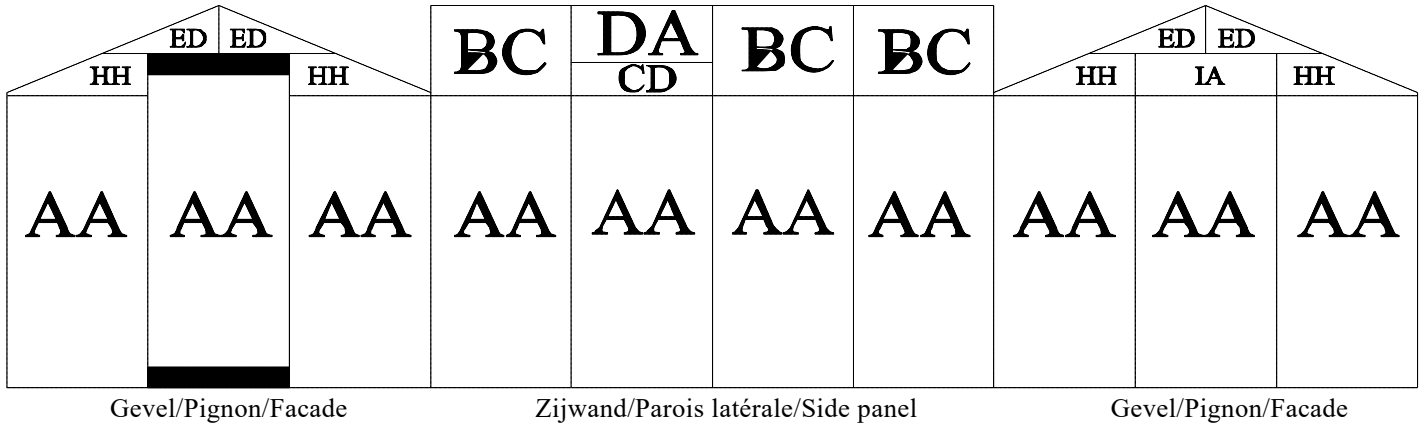 ED ED BC DA BC BC ED ED
HH HH CD HH IA HH
AA AA AA AA AA AA AA AA AA AA
Gevel/Pignon/Facade Zijwand/Parois latérale/Side panel Gevel/Pignon/Facade